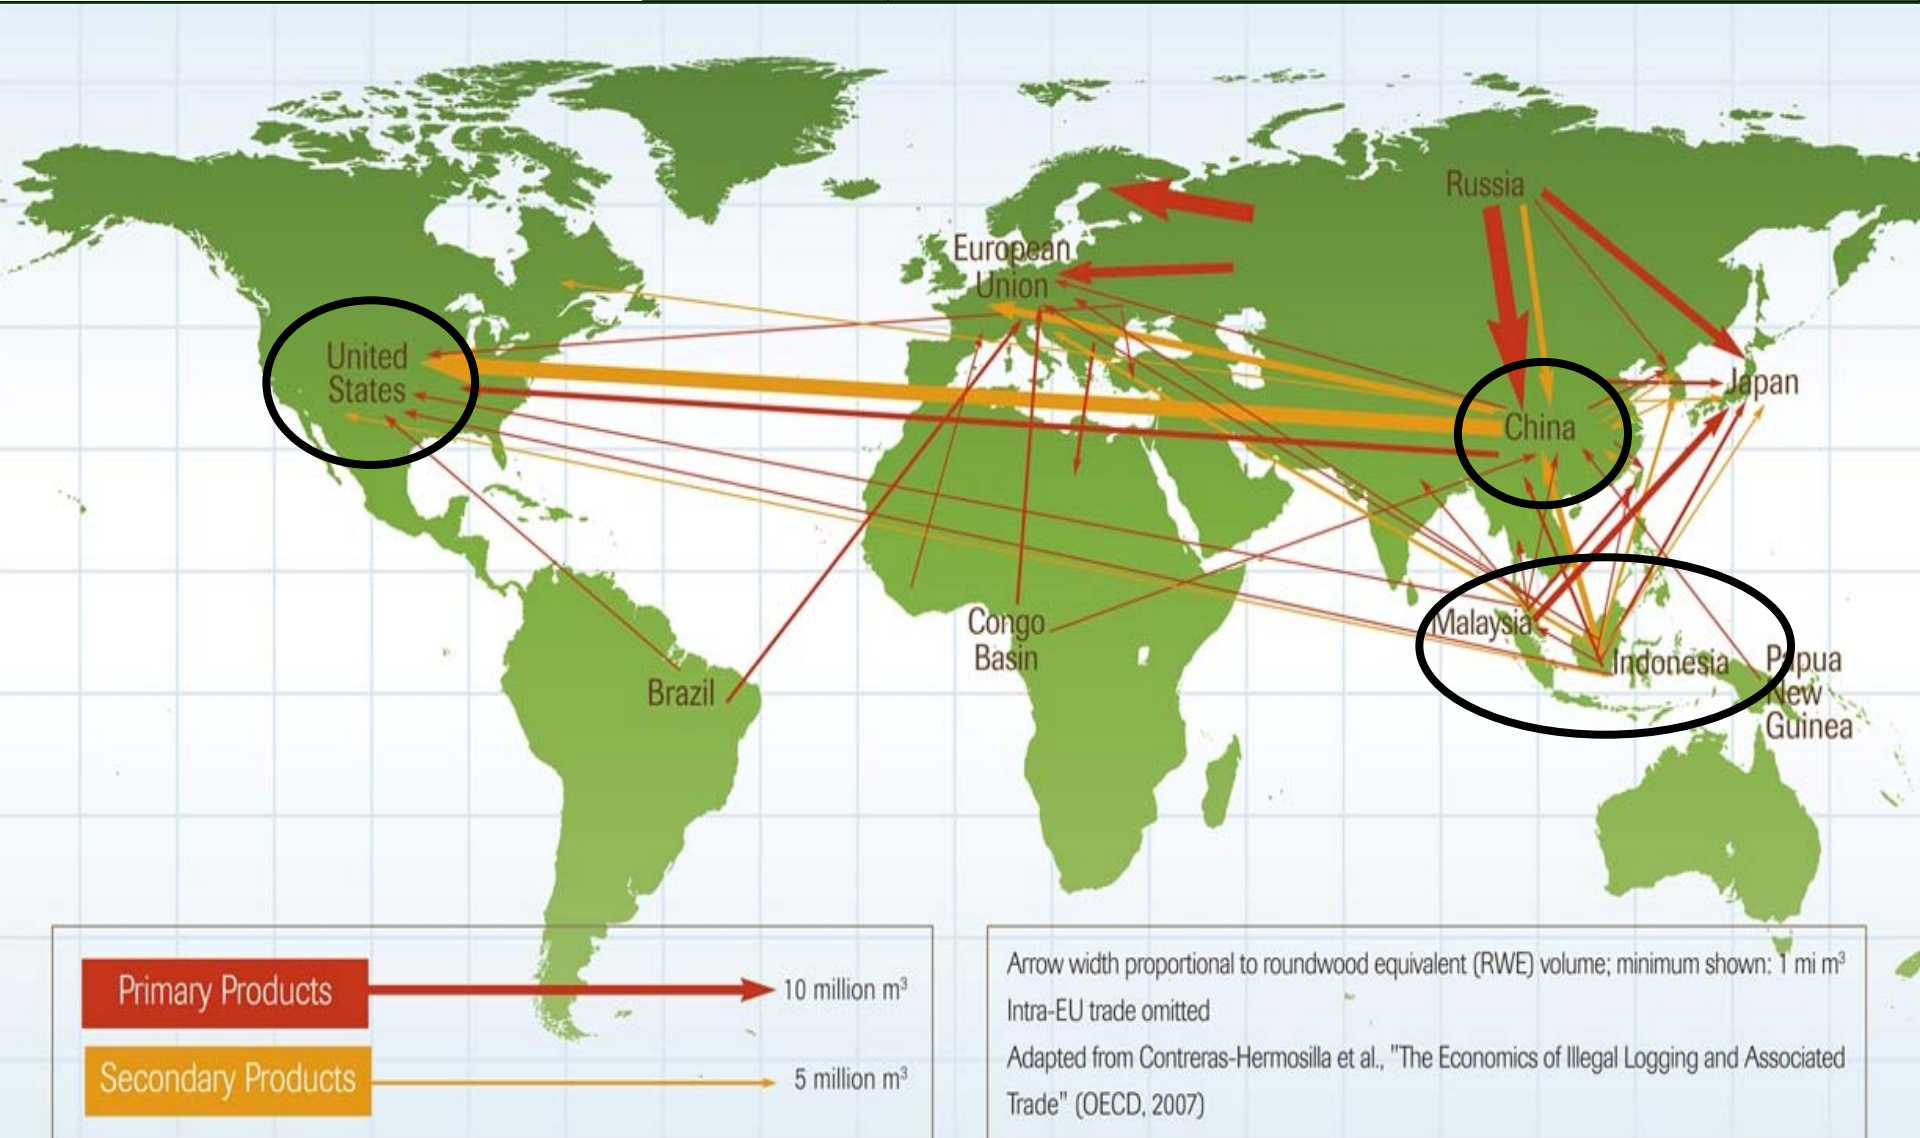 Russia
European
Union
United
States
Japan
China
Congo
Basin
Malaysia
Indonesia
Papua
New
Guinea
Brazil
Primary Products
10 million m³
Secondary Products
5 million m³
Arrow width proportional to roundwood equivalent (RWE) volume; minimum shown: 1 mi m³
Intra-EU trade omitted
Adapted from Contreras-Hermosilla et al., "The Economics of Illegal Logging and Associated
Trade" (OECD, 2007)